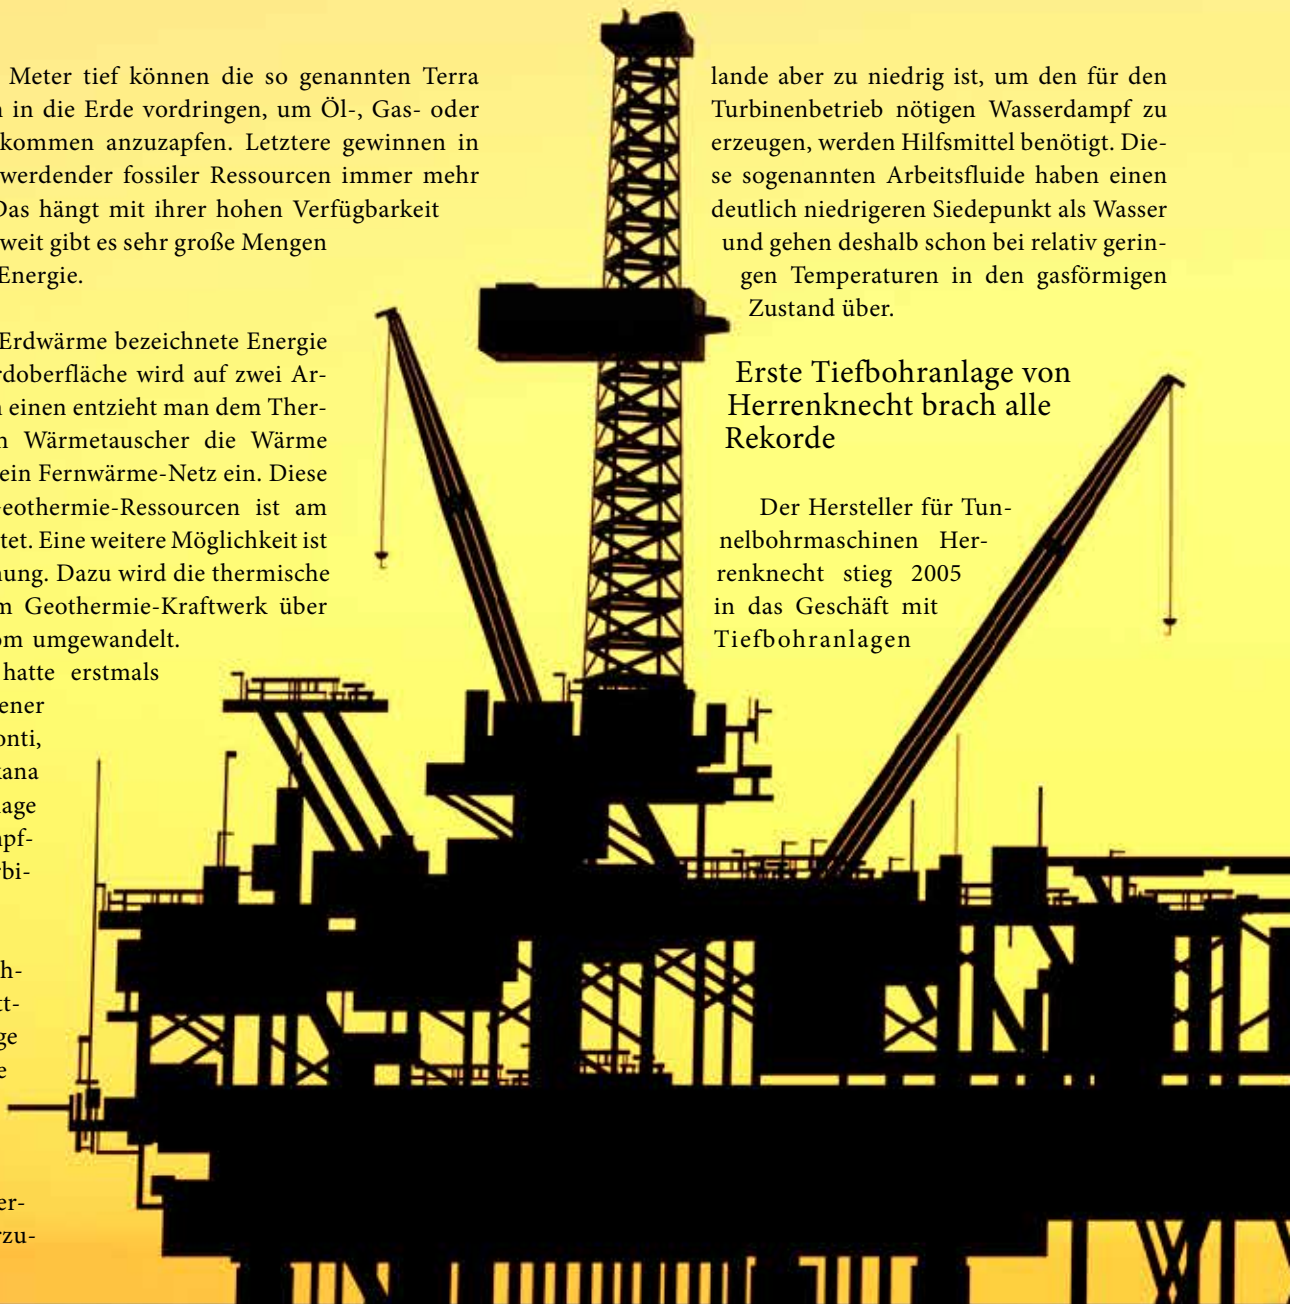 Meter tief können die so genannten Terra
in die Erde vordringen, um Öl-, Gas- oder
kommen anzuzapfen. Letztere gewinnen in
werdender fossiler Ressourcen immer mehr
Das hängt mit ihrer hohen Verfügbarkeit
weit gibt es sehr große Mengen
Energie.
Erdwärme bezeichnete Energie
rdoberfläche wird auf zwei Ar-
einen entzieht man dem Ther-
Wärmetauscher die Wärme
ein Fernwärme-Netz ein. Diese
eothermie-Ressourcen ist am
tet. Eine weitere Möglichkeit ist
nung. Dazu wird die thermische
m Geothermie-Kraftwerk über
om umgewandelt.
hatte erstmals
ener
onti,
kana
lage
mpf-
rbi-
h-
tt-
ge
e
er-
rzu-
lande aber zu niedrig ist, um den für den
Turbinenbetrieb nötigen Wasserdampf zu
erzeugen, werden Hilfsmittel benötigt. Die-
se sogenannten Arbeitsfluide haben einen
deutlich niedrigeren Siedepunkt als Wasser
und gehen deshalb schon bei relativ gerin-
gen Temperaturen in den gasförmigen
Zustand über.
Erste Tiefbohranlage von
Herrenknecht brach alle
Rekorde
Der Hersteller für Tun-
nelbohrmaschinen Her-
renknecht stieg 2005
in das Geschäft mit
Tiefbohranlagen